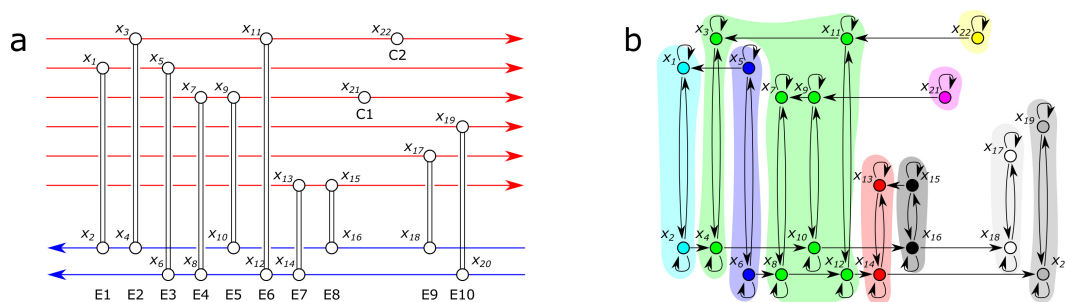 a
x3 x11 x22
C2
x1 x5
x7 x9 x21
C1
x19
x17
x13 x15
x2 x4 x10 x16 x18
x6 x8 x12 x14 x20
E1 E2 E3 E4 E5 E6 E7 E8 E9 E10
b
x3 x11 x22
x1 x5
x7 x9 x21
x19
x17
x13 x15
x2 x4 x10 x16 x18
x6 x8 x12 x14 x2